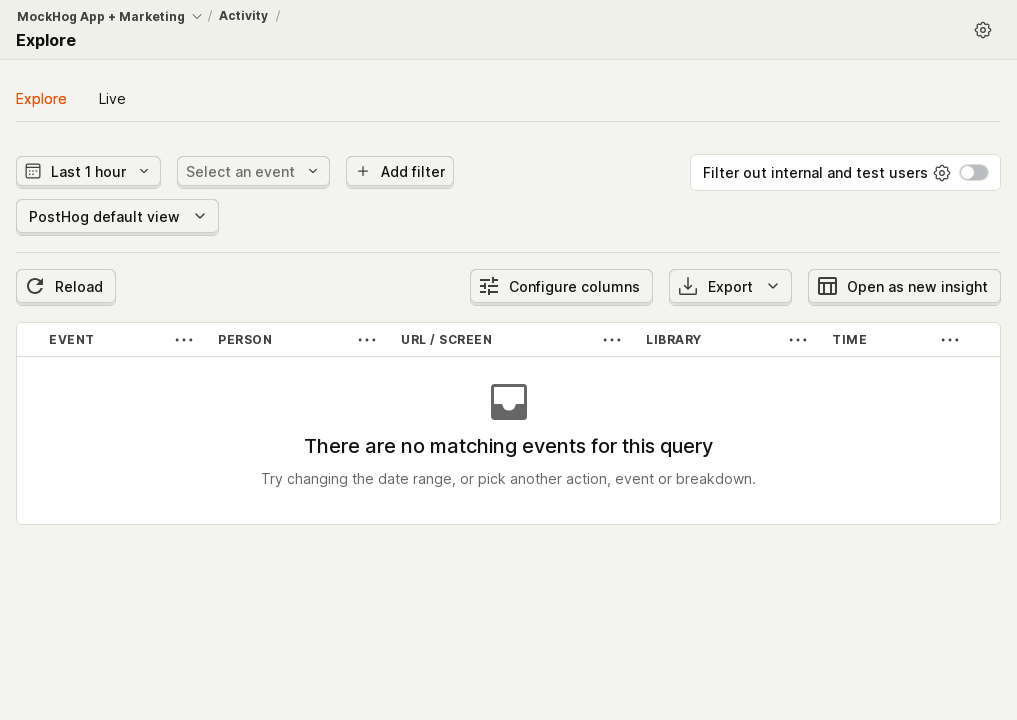 MockHog App + Marketing / Activity /
Explore
Explore Live
Last 1 hour Select an event Add filter Filter out internal and test users
PostHog default view
Reload Configure columns Export Open as new insight
EVENT PERSON URL / SCREEN LIBRARY TIME
There are no matching events for this query
Try changing the date range, or pick another action, event or breakdown.